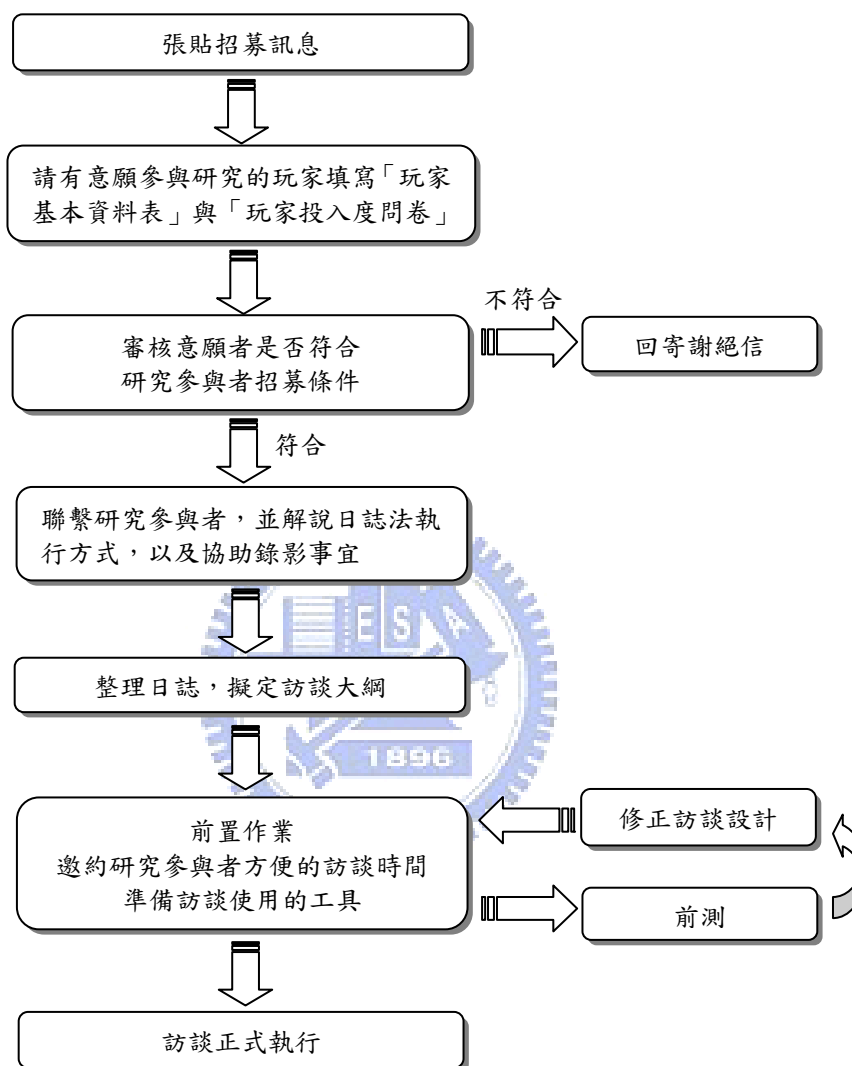 張貼招募訊息
請有意願參與研究的玩家填寫「玩家
基本資料表」與「玩家投入度問卷」
不符合
審核意願者是否符合
研究參與者招募條件
回寄謝絕信
符合
聯繫研究參與者，並解說日誌法執
行方式，以及協助錄影事宜
E S A
整理日誌，擬定訪談大綱
1896
前置作業
邀約研究參與者方便的訪談時間
準備訪談使用的工具
修正訪談設計
前測
訪談正式執行